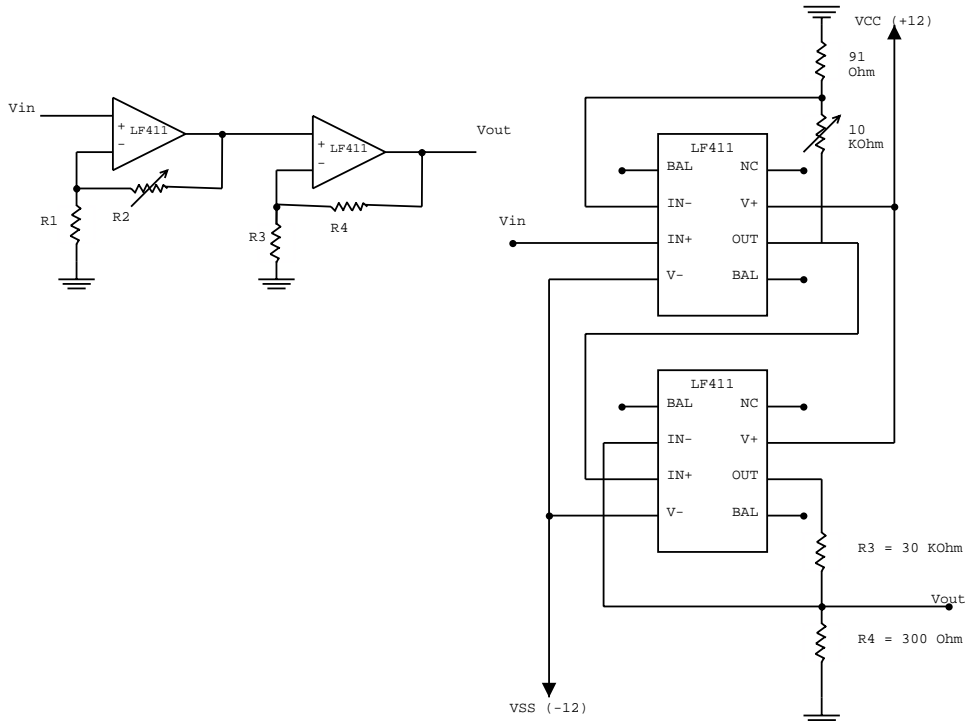 Vin
+
-
LF411
R1
R2
+
-
LF411
Vout
R3
R4
VCC (+12)
91
Ohm
10
KOhm
LF411
BAL
NC
IN-
V+
Vin
IN+
OUT
V-
BAL
LF411
BAL
NC
IN-
V+
IN+
OUT
V-
BAL
R3 = 30 KOhm
Vout
R4 = 300 Ohm
VSS (-12)